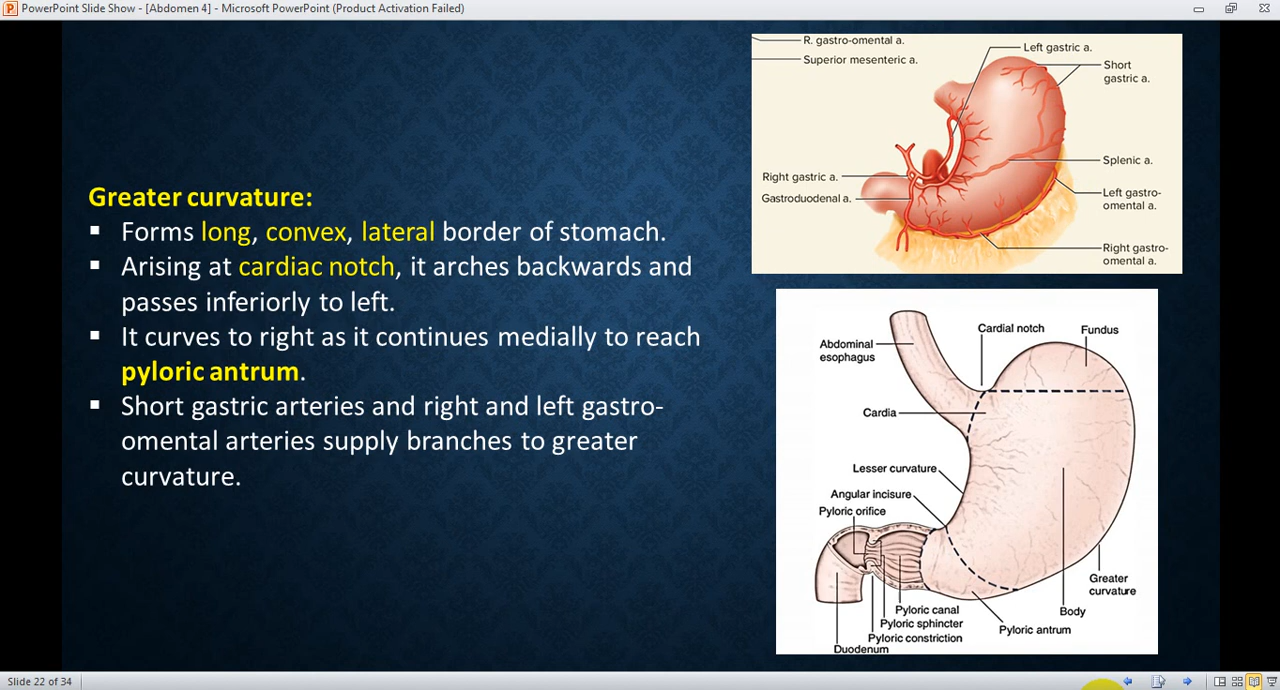 PowerPoint Slide Show - [Abdomen 4] - Microsoft PowerPoint (Product Activation Failed)
Greater curvature:
▪ Forms long, convex, lateral border of stomach.
▪ Arising at cardiac notch, it arches backwards and
passes inferiorly to left.
▪ It curves to right as it continues medially to reach
pyloric antrum.
▪ Short gastric arteries and right and left gastro-
omental arteries supply branches to greater
curvature.
R. gastro-omental a.
Superior mesenteric a.
Left gastric a.
Short
gastric a.
Splenic a.
Right gastric a.
Gastroduodenal a.
Left gastro-
omental a.
Right gastro-
omental a.
Cardial notch
Fundus
Abdominal
esophagus
Cardia
Lesser curvature
Angular incisure
Pyloric orifice
Greater
curvature
Body
Pyloric canal
Pyloric sphincter
Pyloric antrum
Pyloric constriction
Duodenum
Slide 22 of 34